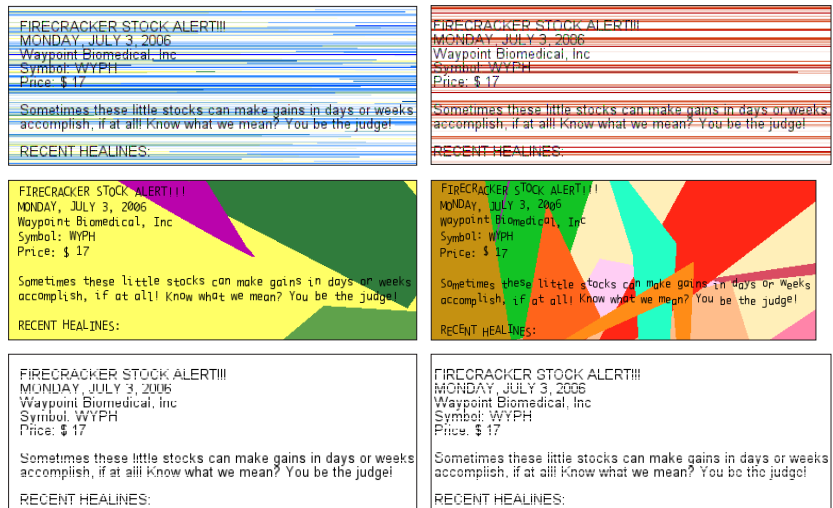 FIRECRACKER STOCK ALERT!!!
MONDAY, JULY 3, 2006
Waypoint Biomedical, Inc
Symbol: WYPH
Price: $ 17
Sometimes these little stocks can make gains in days or weeks
accomplish, if at all! Know what we mean? You be the judge!
RECENT HEALINES:
FIRECRACKER STOCK ALERT!!!
MONDAY, JULY 3, 2006
Waypoint Biomedical, Inc
Symbol: WYPH
Price: $ 17
Sometimes these little stocks can make gains in days or weeks
accomplish, if at all! Know what we mean? You be the judge!
RECENT HEALINES:
FIRECRACKER STOCK ALERT!!!
MONDAY, JULY 3, 2006
Waypoint Biomedical, Inc
Symbol: WYPH
Price: $ 17
Sometimes these little stocks can make gains in days or weeks
accomplish, if at all! Know what we mean? You be the judge!
RECENT HEALINES:
FIRECRACKER STOCK ALERT!!!
MONDAY, JULY 3, 2006
Waypoint Biomedical, Inc
Symbol: WYPH
Price: $ 17
Sometimes these little stocks can make gains in days or weeks
accomplish, if at all! Know what we mean? You be the judge!
RECENT HEALINES:
FIRECRACKER STOCK ALERT!!!
MONDAY, JULY 3, 2006
Waypoint Biomedical, Inc
Symbol: WYPH
Price: $ 17
Sometimes these little stocks can make gains in days or weeks
accomplish, if at all! Know what we mean? You be the judge!
RECENT HEALINES:
FIRECRACKER STOCK ALERT!!!
MONDAY, JULY 3, 2006
Waypoint Biomedical, Inc
Symbol: WYPH
Price: $ 17
Sometimes these little stocks can make gains in days or weeks
accomplish, if at all! Know what we mean? You be the judge!
RECENT HEALINES: